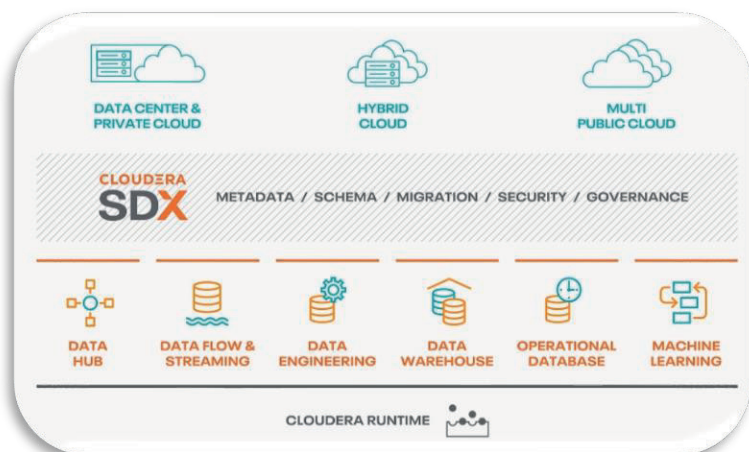 DATA CENTER &
PRIVATE CLOUD
HYBRID
CLOUD
MULTI
PUBLIC CLOUD
CLOUDERA
SDX
METADATA / SCHEMA / MIGRATION / SECURITY / GOVERNANCE
DATA
HUB
DATA FLOW &
STREAMING
DATA
ENGINEERING
DATA
WAREHOUSE
OPERATIONAL
DATABASE
MACHINE
LEARNING
CLOUDERA RUNTIME